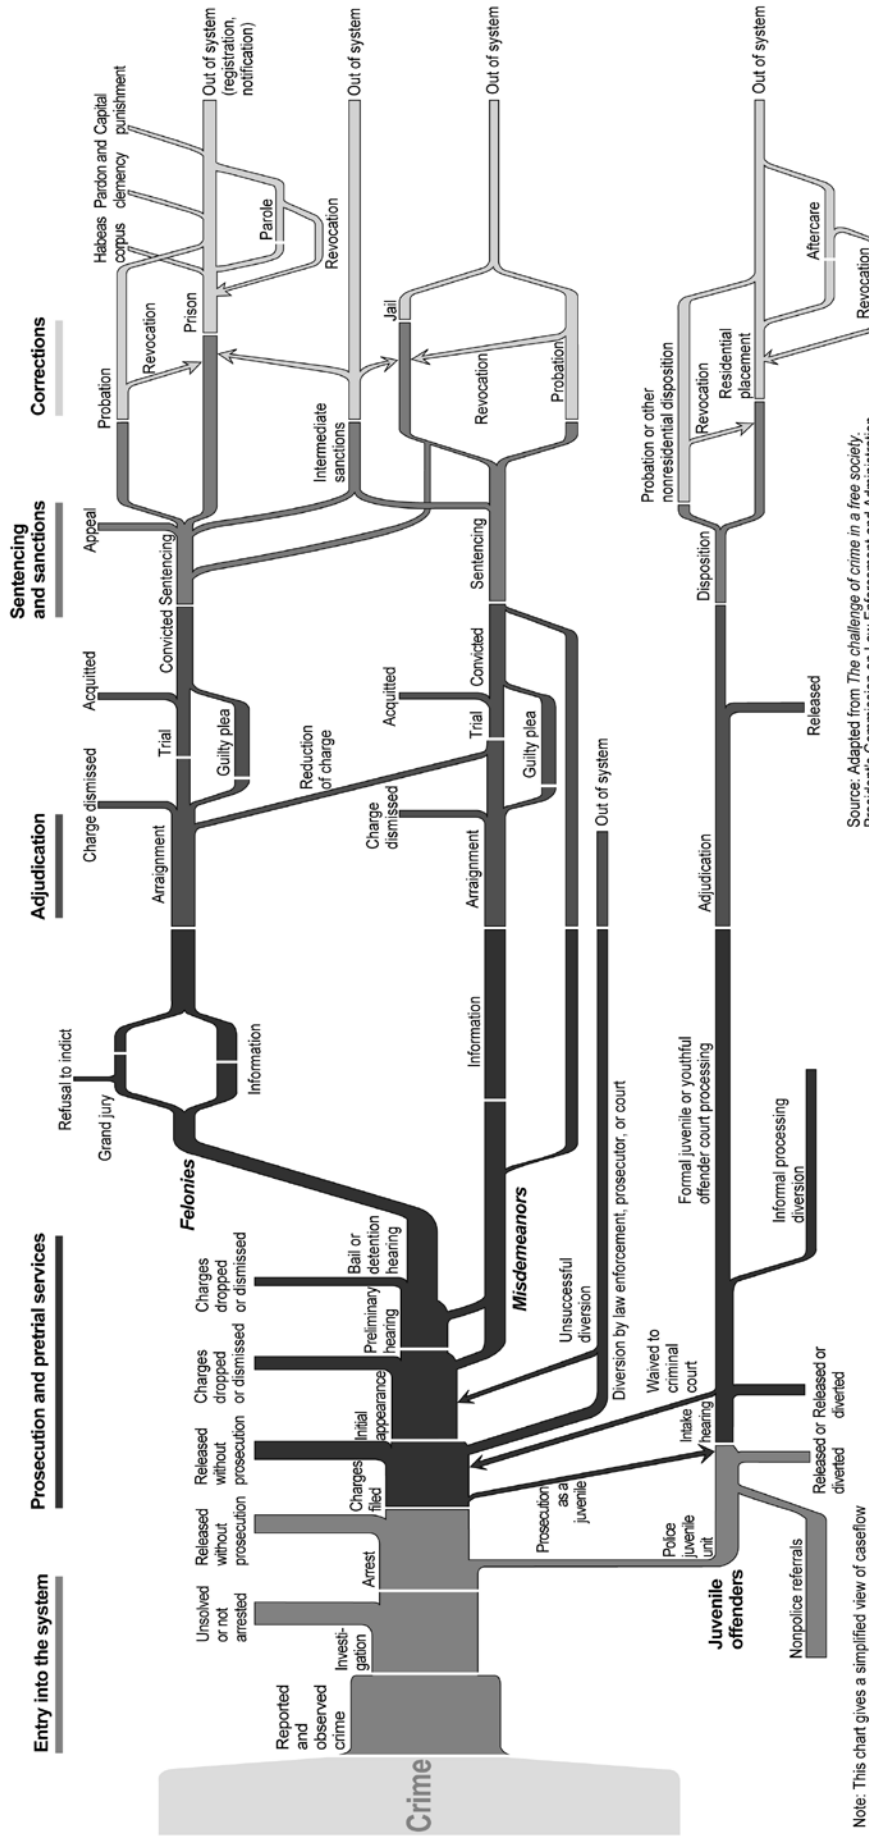 Entry into the system
Prosecution and pretrial services
Adjudication
Sentencing
and sanctions
Corrections
Crime
Reported
and
observed
crime
Investi-
gation
Unsolved
or not
arrested
Arrest
Released
without
prosecution
Charges
filed
Released
without
prosecution
Initial
appearance
Charges
dropped
or dismissed
Preliminary
hearing
Charges
dropped
or dismissed
Bail or
detention
hearing
Felonies
Grand jury
Refusal to indict
Information
Arraignment
Charge dismissed
Trial
Acquitted
Guilty plea
Convicted
Sentencing
Appeal
Reduction
of charge
Probation
Revocation
Prison
Habeas
corpus
Pardon and
clemency
Capital
punishment
Parole
Revocation
Out of system
(registration,
notification)
Intermediate
sanctions
Out of system
Misdemeanors
Information
Arraignment
Charge
dismissed
Trial
Acquitted
Guilty plea
Convicted
Sentencing
Jail
Revocation
Probation
Out of system
Unsuccessful
diversion
Diversion by law enforcement, prosecutor, or court
Out of system
Prosecution
as a
juvenile
Waived to
criminal
court
Police
juvenile
unit
Juvenile
offenders
Nonpolice referrals
Intake
hearing
Released or
diverted
Released or
diverted
Formal juvenile or youthful
offender court processing
Informal processing
diversion
Adjudication
Released
Disposition
Probation or other
nonresidential disposition
Revocation
Residential
placement
Aftercare
Revocation
Out of system
Note: This chart gives a simplified view of caseflow
Source: Adapted from The challenge of crime in a free society.
President's Commission on Law Enforcement and Administration